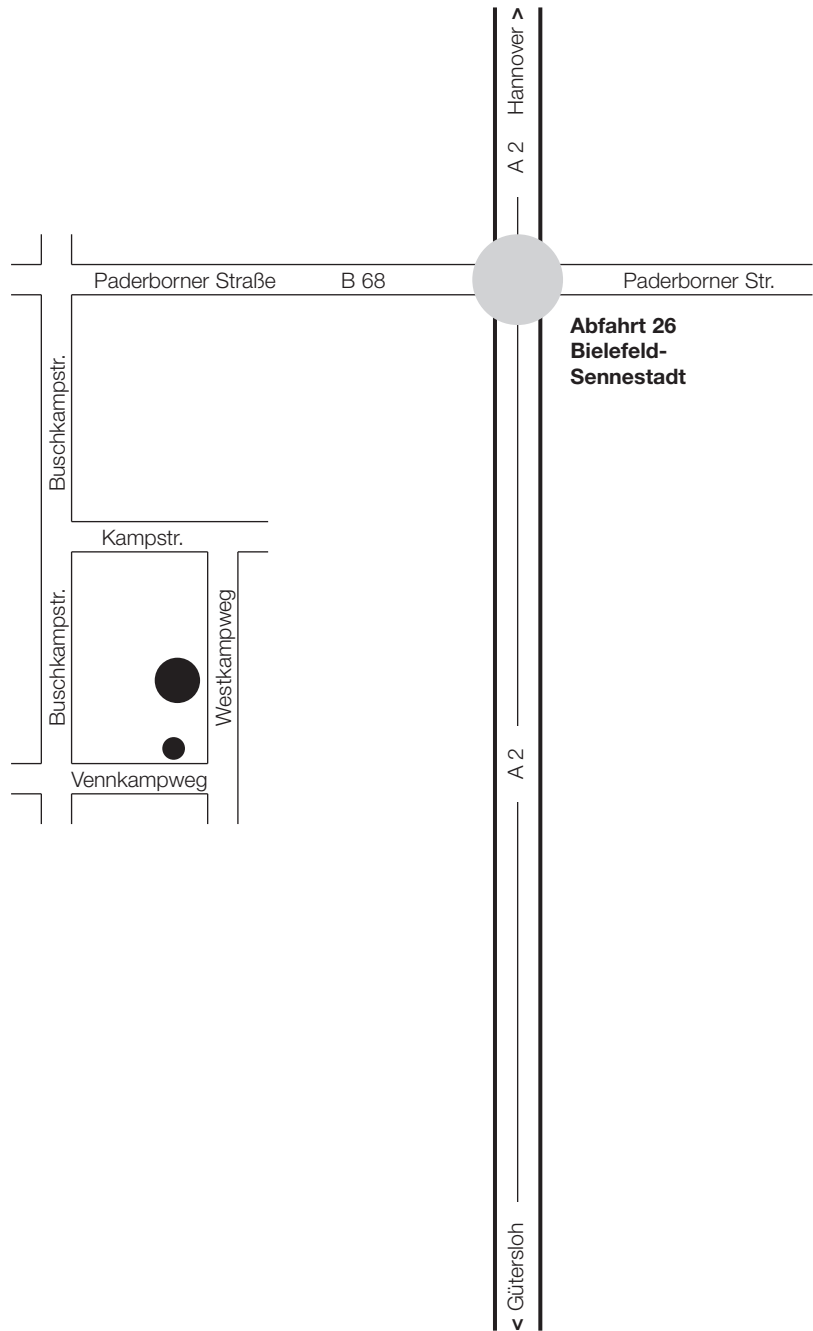 Hannover >
A 2
Paderborner Straße
B 68
Paderborner Str.
Abfahrt 26
Bielefeld-
Sennestadt
Buschkampstr.
Kampstr.
Buschkampstr.
Westkampweg
Vennkampweg
A 2
< Gütersloh